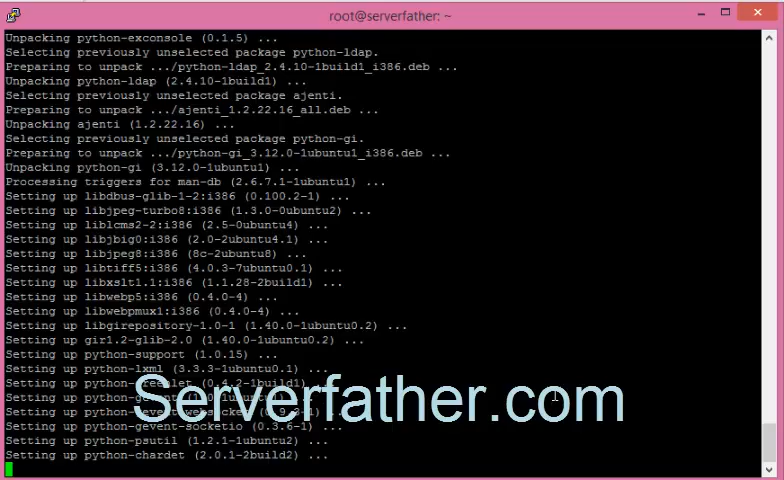 root@serverfather: ~
Unpacking python-exconsole (0.1.5) ...
Selecting previously unselected package python-ldap.
Preparing to unpack .../python-ldap_2.4.10-1build1_i386.deb ...
Unpacking python-ldap (2.4.10-1build1) ...
Selecting previously unselected package ajenti.
Preparing to unpack .../ajenti_1.2.22.16_all.deb ...
Unpacking ajenti (1.2.22.16) ...
Selecting previously unselected package python-gi.
Preparing to unpack .../python-gi_3.12.0-1ubuntu1_i386.deb ...
Unpacking python-gi (3.12.0-1ubuntu1) ...
Processing triggers for man-db (2.6.7.1-1ubuntu1) ...
Setting up libdbus-glib-1-2:i386 (0.100.2-1) ...
Setting up libjpeg-turbo8:i386 (1.3.0-0ubuntu2) ...
Setting up liblcms2-2:i386 (2.5-0ubuntu4) ...
Setting up libjbig0:i386 (2.0-2ubuntu4.1) ...
Setting up libjpeg8:i386 (8c-2ubuntu8) ...
Setting up libtiff5:i386 (4.0.3-7ubuntu0.1) ...
Setting up libxslt1.1:i386 (1.1.28-2build1) ...
Setting up libwebp5:i386 (0.4.0-4) ...
Setting up libwebpmux1:i386 (0.4.0-4) ...
Setting up libgirepository-1.0-1 (1.40.0-1ubuntu0.2) ...
Setting up gir1.2-glib-2.0 (1.40.0-1ubuntu0.2) ...
Setting up python-support (1.0.15) ...
Setting up python-lxml (3.3.3-1ubuntu0.1) ...
Setting up python-greenlet (0.4.2-1build1) ...
Setting up ...
Serverfather.com
Setting up ...
Setting up python-gevent-socketio (0.3.6-1) ...
Setting up python-psutil (1.2.1-1ubuntu2) ...
Setting up python-chardet (2.0.1-2build2) ...